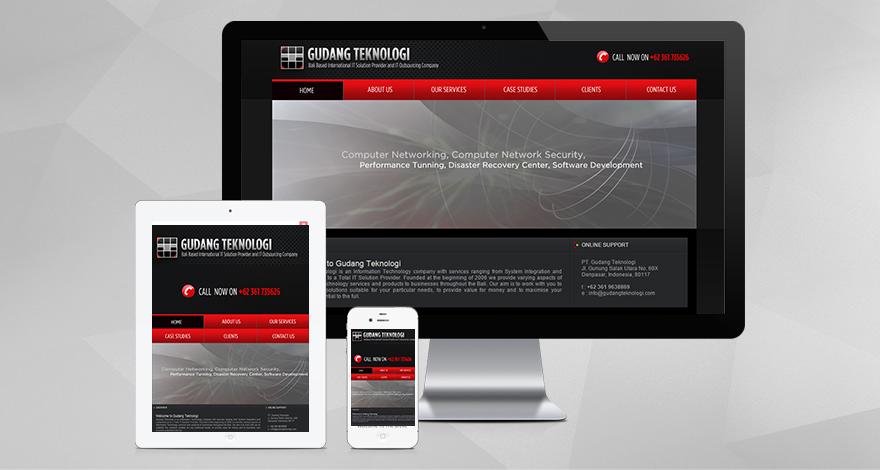 GUDANG TEKNOLOGI
Bali Based International IT Solution Provider and IT Outsourcing Company
CALL NOW ON +62 361 735626
HOME ABOUT US OUR SERVICES CASE STUDIES CLIENTS CONTACT US
Computer Networking, Computer Network Security,
Performance Tunning, Disaster Recovery Center, Software Development
to Gudang Teknologi
is an Information Technology company with services ranging from System Integration and
to a Total IT Solution Provider. Founded at the beginning of 2006 we provide varying aspects of
services and products to businesses throughout the Bali. Our aim is to work with you to
solutions suitable for your particular needs, to provide value for money and to maximise your
to the full.
ONLINE SUPPORT
PT. Gudang Teknologi
Jl. Gunung Salak Utara No. 69X
Denpasar, Indonesia, 80117
t : +62 361 9638869
e : info@gudangteknologi.com
GUDANG TEKNOLOGI
Bali Based International IT Solution Provider and IT Outsourcing Company
CALL NOW ON +62 361 735626
HOME ABOUT US OUR SERVICES
CASE STUDIES CLIENTS CONTACT US
Computer Networking, Computer Network Security,
Performance Tunning, Disaster Recovery Center, Software Development
Welcome to Gudang Teknologi
ONLINE SUPPORT
GUDANG TEKNOLOGI
CALL NOW ON +62 361 735626